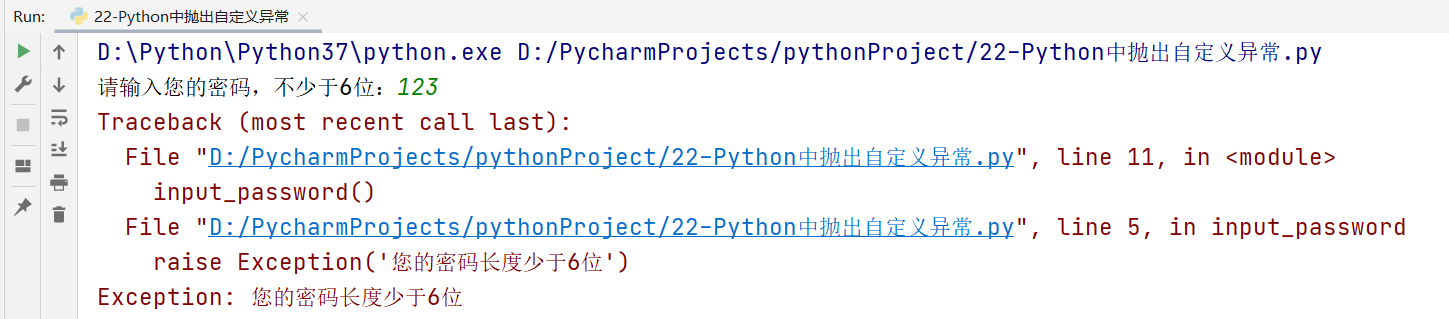 Run: 22-Python中抛出自定义异常 ×
D:\Python\Python37\python.exe D:/PycharmProjects/pythonProject/22-Python中抛出自定义异常.py
请输入您的密码，不少于6位：123
Traceback (most recent call last):
  File "D:/PycharmProjects/pythonProject/22-Python中抛出自定义异常.py", line 11, in <module>
    input_password()
  File "D:/PycharmProjects/pythonProject/22-Python中抛出自定义异常.py", line 5, in input_password
    raise Exception('您的密码长度少于6位')
Exception: 您的密码长度少于6位